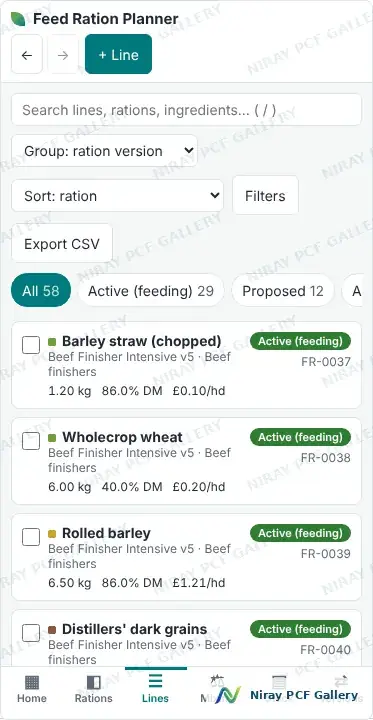 Feed Ration Planner
← → + Line
Search lines, rations, ingredients... ( / )
Group: ration version
Sort: ration Filters
Export CSV
All 58 Active (feeding) 29 Proposed 12 A
Barley straw (chopped) Active (feeding)
Beef Finisher Intensive v5 · Beef FR-0037
finishers
1.20 kg 86.0% DM £0.10/hd
Wholecrop wheat Active (feeding)
Beef Finisher Intensive v5 · Beef FR-0038
finishers
6.00 kg 40.0% DM £0.20/hd
Rolled barley Active (feeding)
Beef Finisher Intensive v5 · Beef FR-0039
finishers
6.50 kg 86.0% DM £1.21/hd
Distillers' dark grains Active (feeding)
Beef Finisher Intensive v5 · Beef FR-0040
finishers
Home Rations Lines
Niray PCF Gallery
NIRAY PCF GALLERY